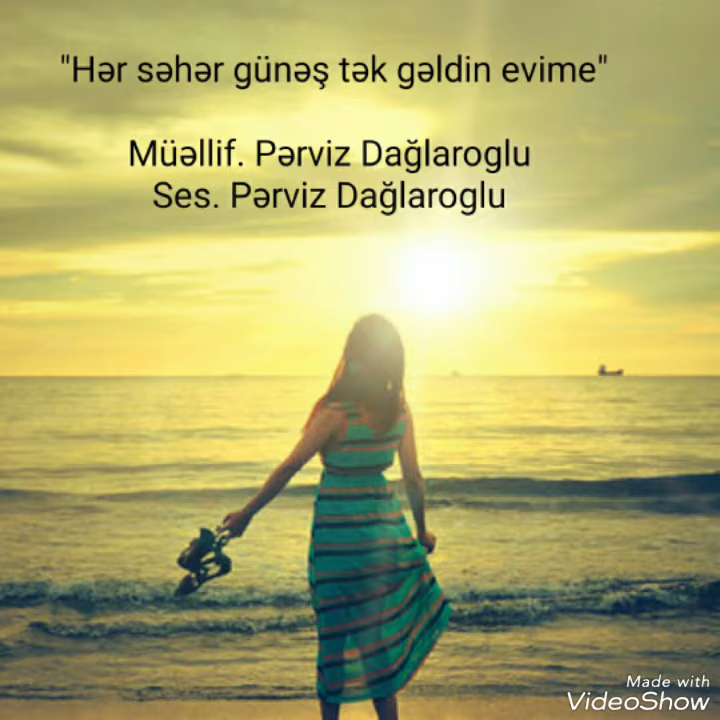 "Hər səhər günəş tək gəldin evime"
Müəllif. Pərviz Dağlaroglu
Ses. Pərviz Dağlaroglu
Made with
VideoShow